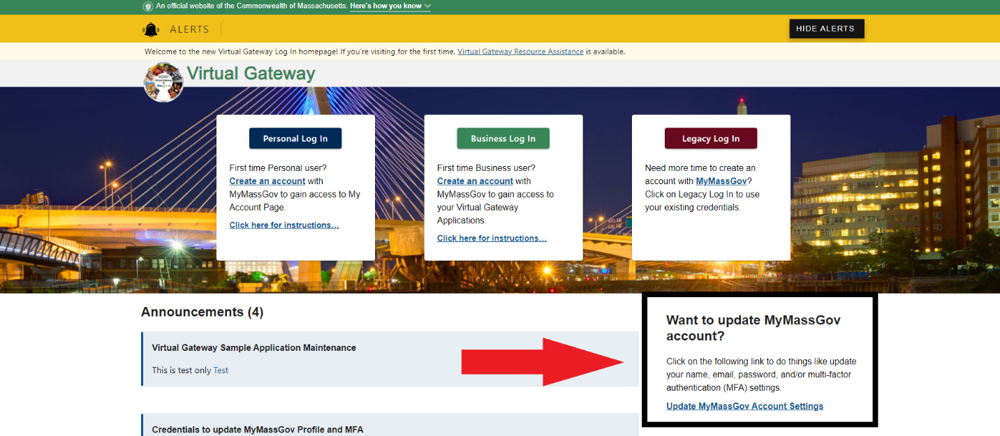 An official website of the Commonwealth of Massachusetts. Here's how you know
ALERTS
HIDE ALERTS
Welcome to the new Virtual Gateway Log In homepage! If you're visiting for the first time, Virtual Gateway Resource Assistance is available.
Virtual Gateway
Personal Log In
First time Personal user?
Create an account with
MyMassGov to gain access to My
Account Page.
Click here for instructions...
Business Log In
First time Business user?
Create an account with
MyMassGov to gain access to
your Virtual Gateway
Applications.
Click here for instructions...
Legacy Log In
Need more time to create an
account with MyMassGov?
Click on Legacy Log In to use
your existing credentials.
Announcements (4)
Virtual Gateway Sample Application Maintenance
This is test only Test
Credentials to update MyMassGov Profile and MFA
Want to update MyMassGov
account?
Click on the following link to do things like update
your name, email, password, and/or multi-factor
authentication (MFA) settings.
Update MyMassGov Account Settings